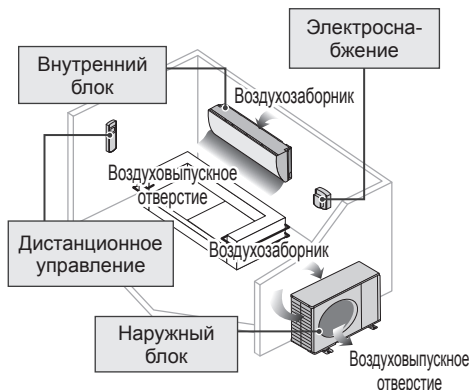 Электросна-
бжение
Внутренний
блок
Воздухозаборник
Воздуховыпускное
отверстие
Дистанционное
управление
Воздухозаборник
Наружный
блок
Воздуховыпускное
отверстие